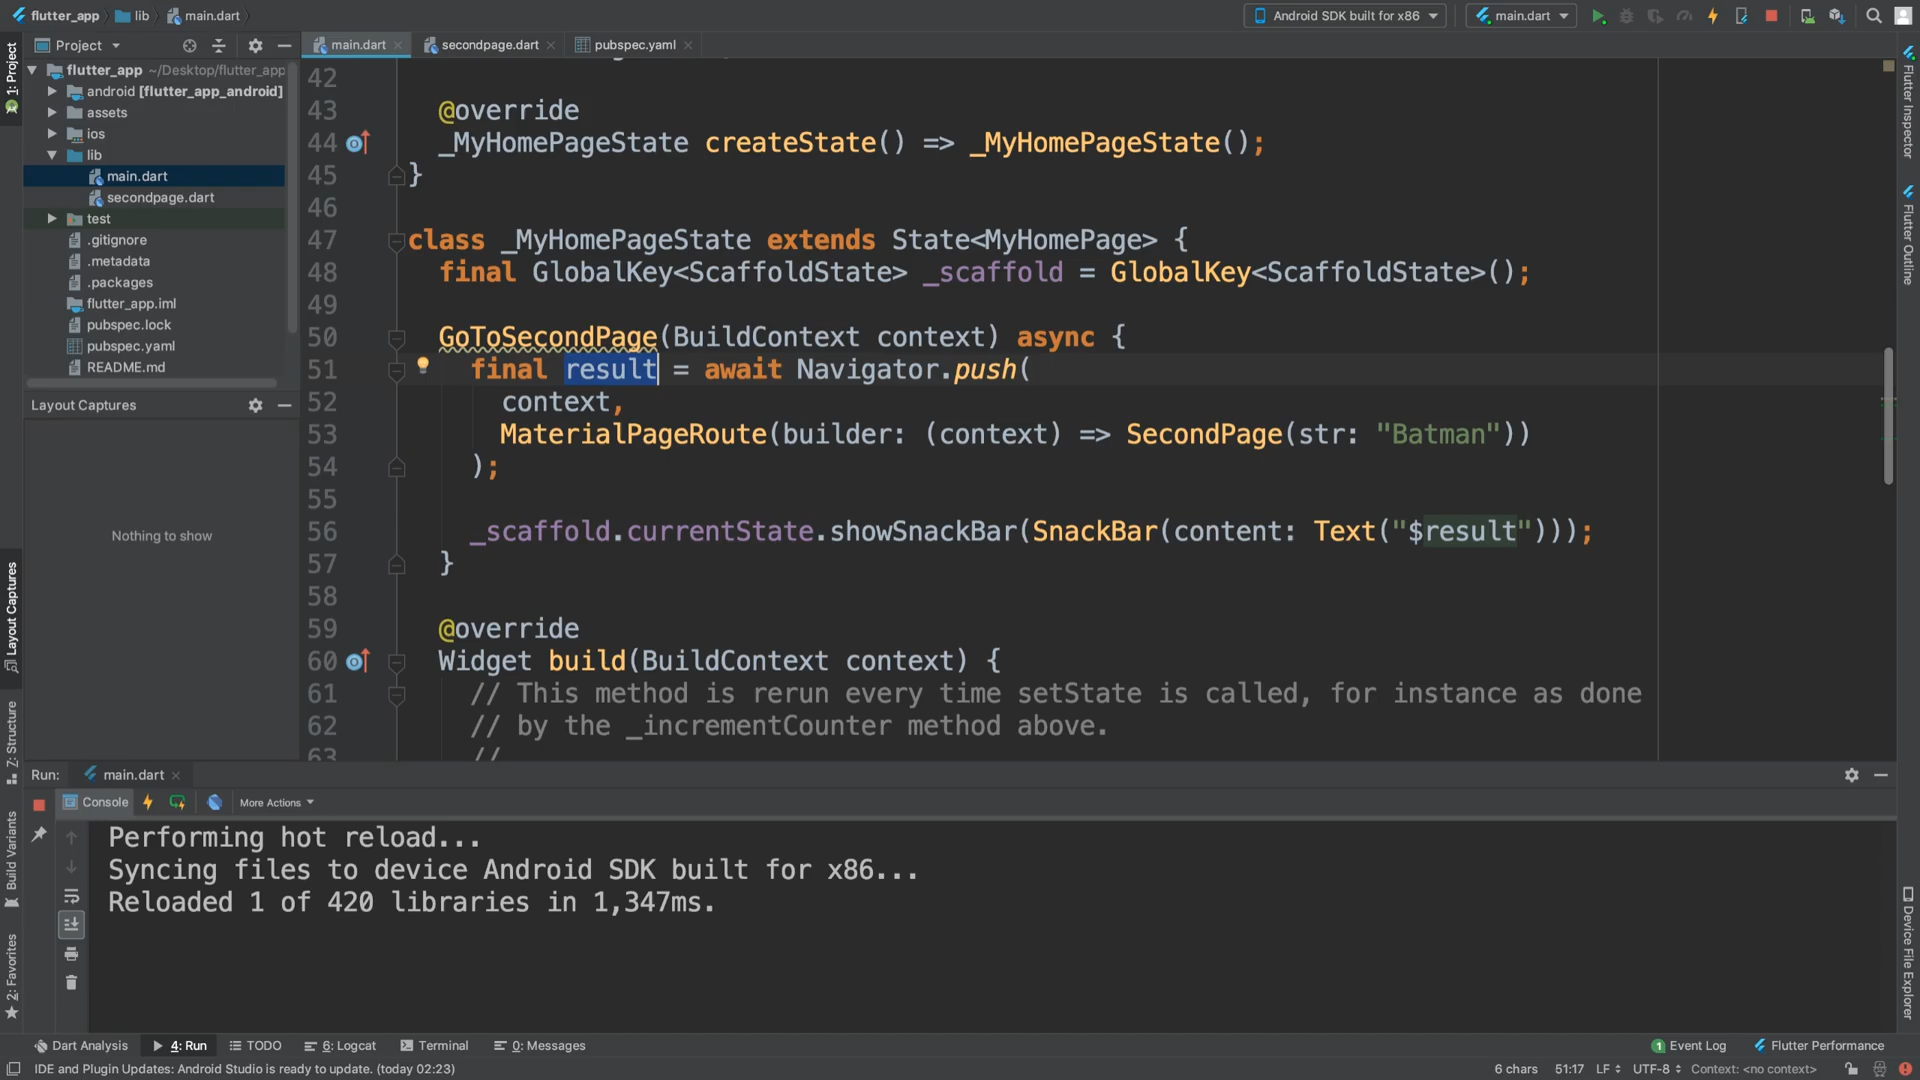 flutter_app
lib
main.dart
Android SDK built for x86
main.dart
1: Project
Project
main.dart
secondpage.dart
pubspec.yaml
flutter_app ~/Desktop/flutter_app
android [flutter_app_android]
assets
ios
lib
main.dart
secondpage.dart
test
.gitignore
.metadata
.packages
flutter_app.iml
pubspec.lock
pubspec.yaml
README.md
Layout Captures
Nothing to show
Layout Captures
Z: Structure
Build Variants
2: Favorites
42
43 @override
44 _MyHomePageState createState() => _MyHomePageState();
45 }
46
47 class _MyHomePageState extends State<MyHomePage> {
48 final GlobalKey<ScaffoldState> _scaffold = GlobalKey<ScaffoldState>();
49
50 GoToSecondPage(BuildContext context) async {
51 final result = await Navigator.push(
52 context,
53 MaterialPageRoute(builder: (context) => SecondPage(str: "Batman"))
54 );
55
56 _scaffold.currentState.showSnackBar(SnackBar(content: Text("$result")));
57 }
58
59 @override
60 Widget build(BuildContext context) {
61 // This method is rerun every time setState is called, for instance as done
62 // by the _incrementCounter method above.
63 //
Flutter Inspector
Flutter Outline
Device File Explorer
Run: main.dart
Console
More Actions
Performing hot reload...
Syncing files to device Android SDK built for x86...
Reloaded 1 of 420 libraries in 1,347ms.
Dart Analysis
4: Run
TODO
6: Logcat
Terminal
0: Messages
1 Event Log
Flutter Performance
IDE and Plugin Updates: Android Studio is ready to update. (today 02:23)
6 chars 51:17 LF UTF-8 Context: <no context>